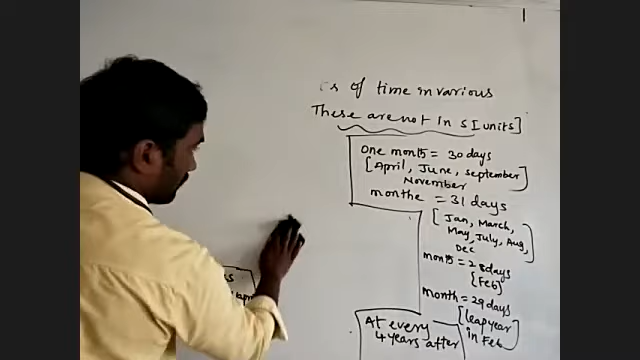 of time in various
These are not in S I units]
One month = 30 days
[April, June, september
November
monthe = 31 days
[Jan, March,
May, July, Aug,
Dec
month = 28 days
[Feb]
month = 29 days
[leap year
in Feb
At every
4 years after